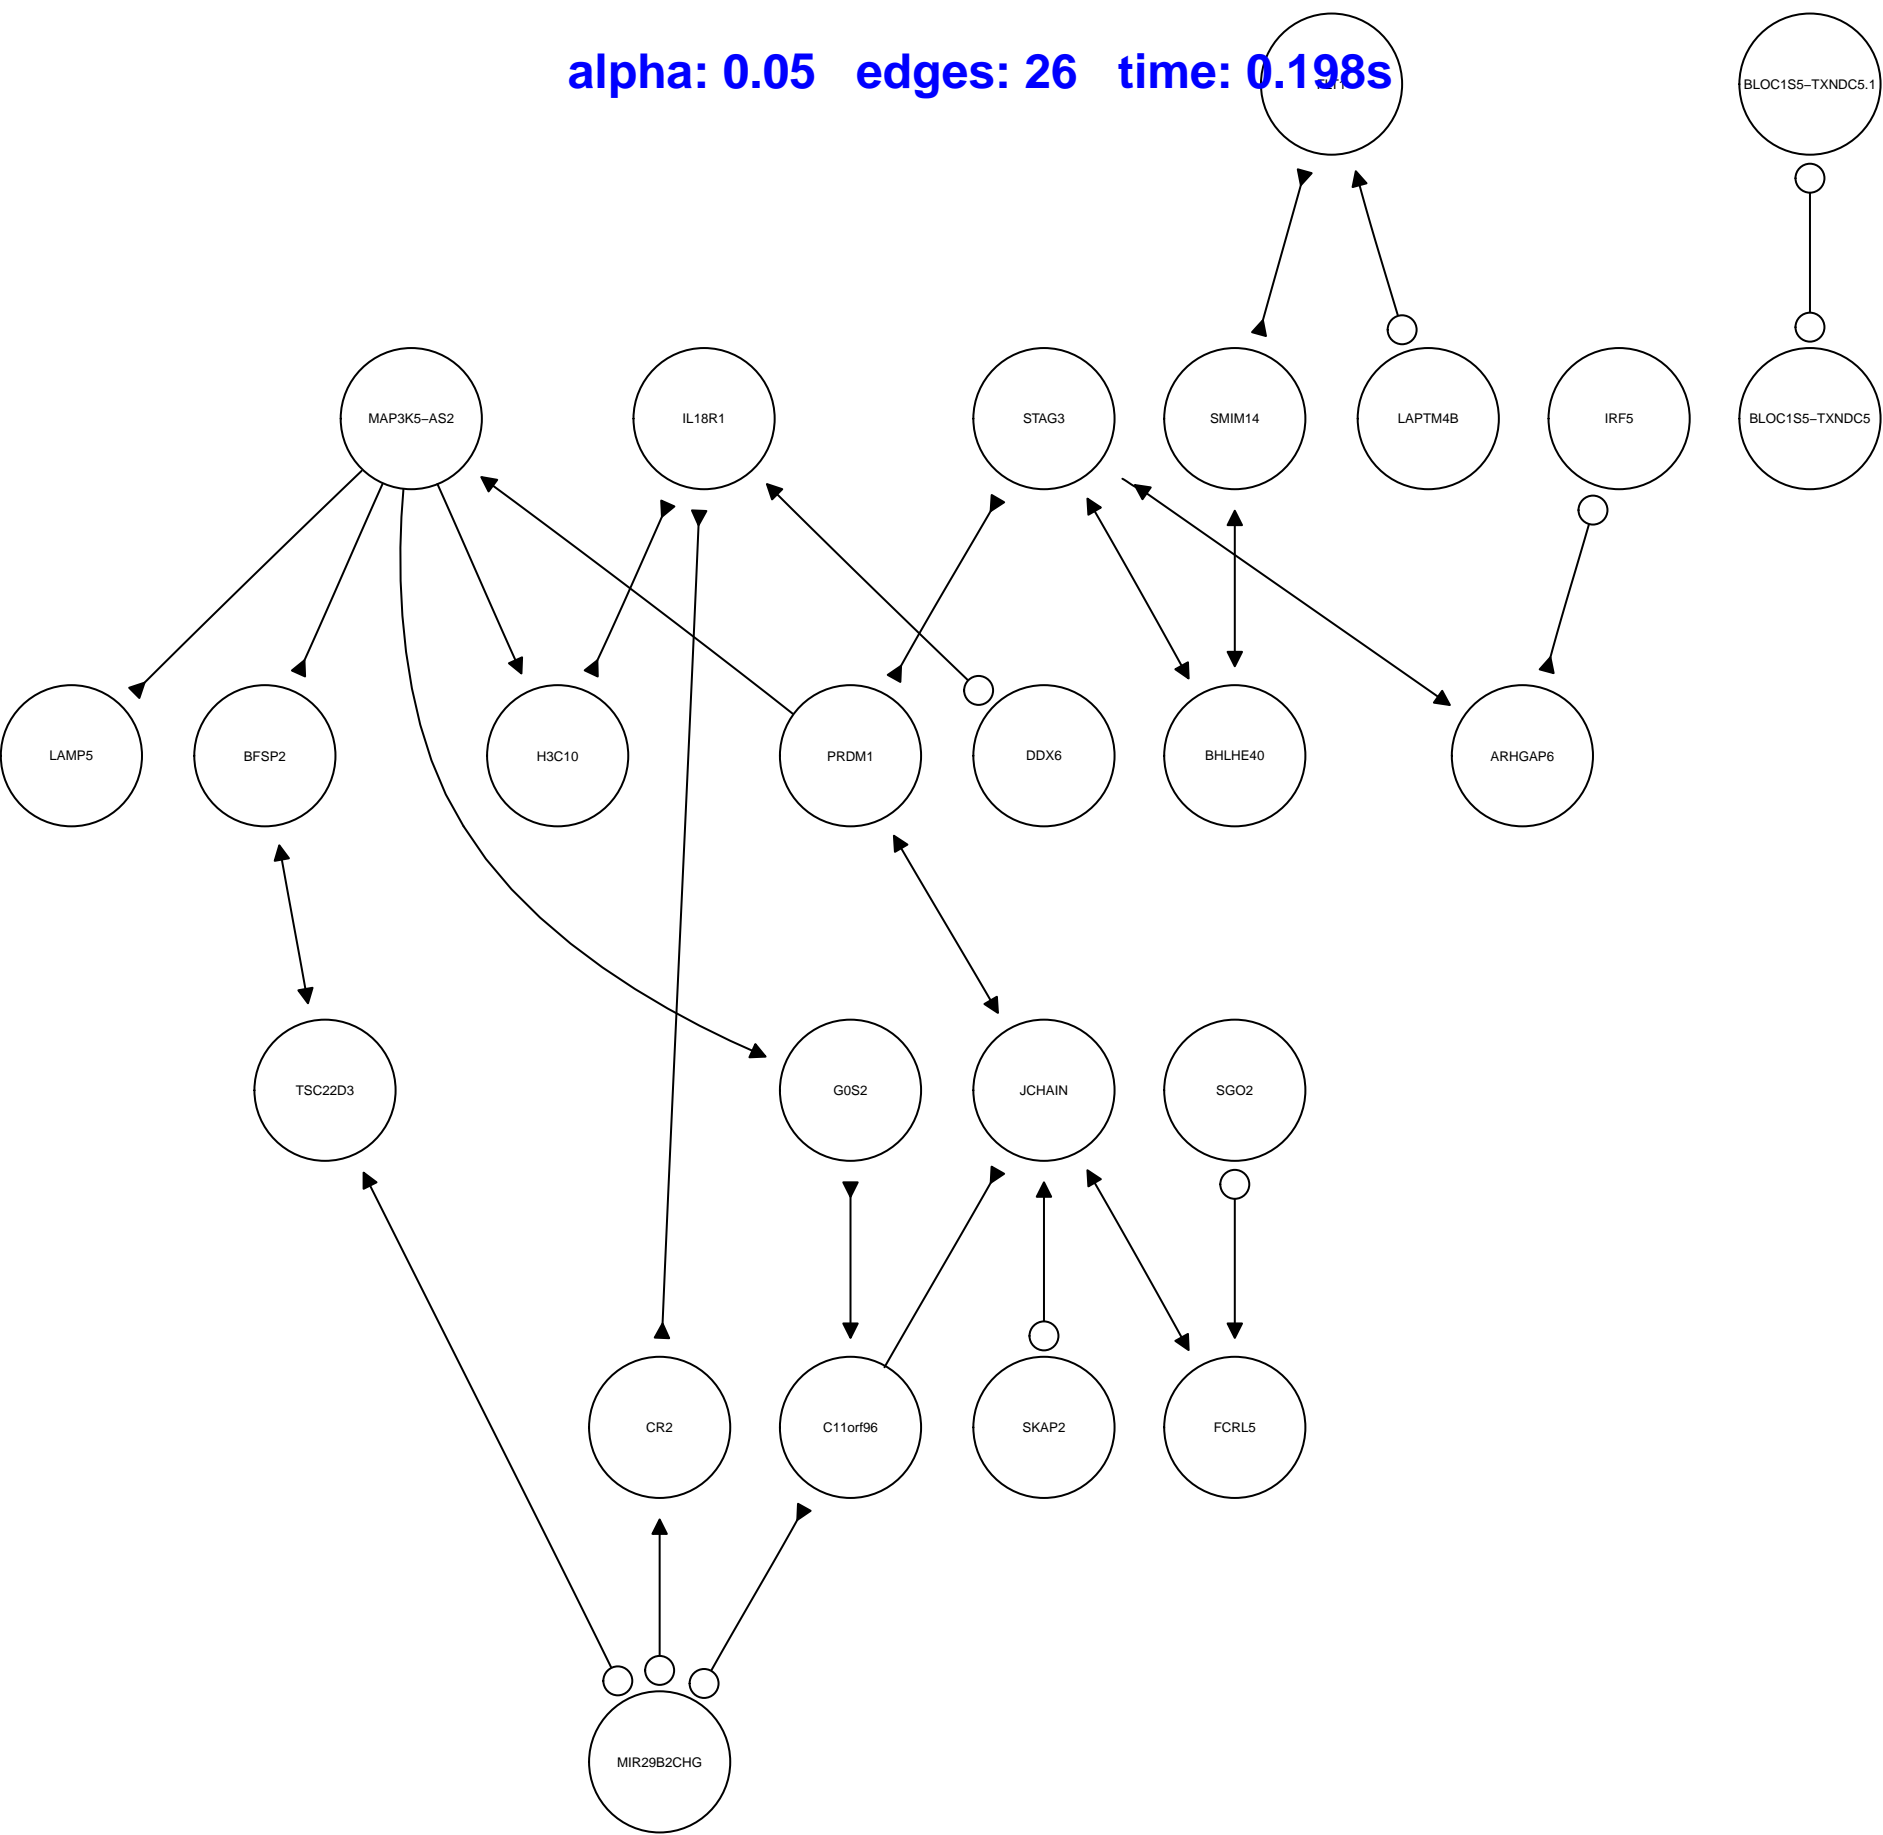 alpha: 0.05 edges: 26 time: 0.198s
BLOC1S5−TXNDC5.1
MAP3K5−AS2 IL18R1 STAG3 SMIM14 LAPTM4B IRF5 BLOC1S5−TXNDC5
LAMP5 BFSP2 H3C10 PRDM1 DDX6 BHLHE40 ARHGAP6
TSC22D3 G0S2 JCHAIN SGO2
CR2 C11orf96 SKAP2 FCRL5
MIR29B2CHG